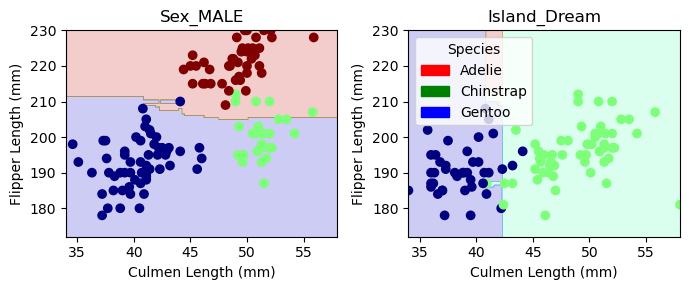 Sex_MALE
Flipper Length (mm)
230
220
210
200
190
180
35
40
45
50
55
Culmen Length (mm)
Island_Dream
Flipper Length (mm)
230
220
210
200
190
180
Species
Adelie
Chinstrap
Gentoo
35
40
45
50
55
Culmen Length (mm)